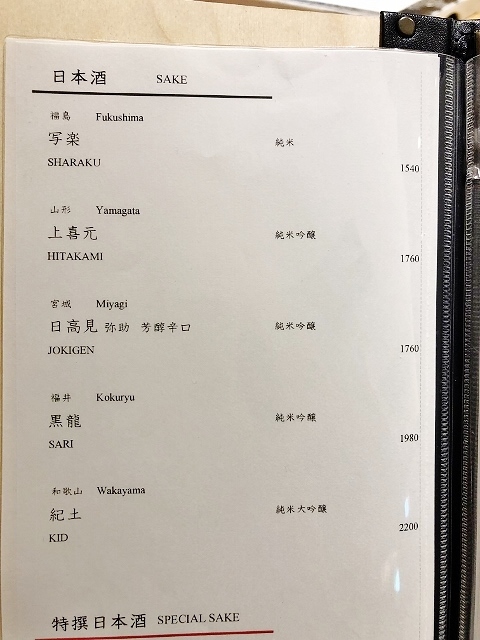 日本酒 SAKE
福島 Fukushima
写楽 純米
SHARAKU 1540
山形 Yamagata
上喜元 純米吟醸
HITAKAMI 1760
宮城 Miyagi
日高見 弥助 芳醇辛口 純米吟醸
JOKIGEN 1760
福井 Kokuryu
黒龍 純米吟醸
SARI 1980
和歌山 Wakayama
紀土 純米大吟醸
KID 2200
特撰日本酒 SPECIAL SAKE